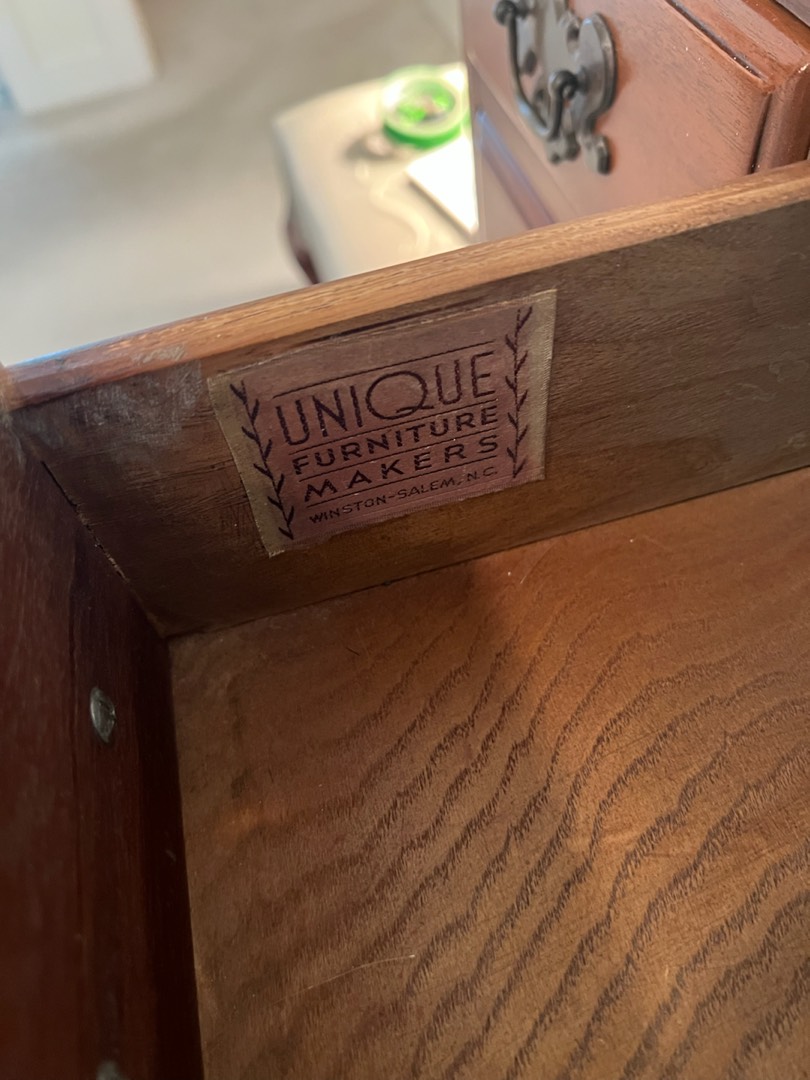 UNIQUE
FURNITURE
MAKERS
WINSTON-SALEM, N.C.